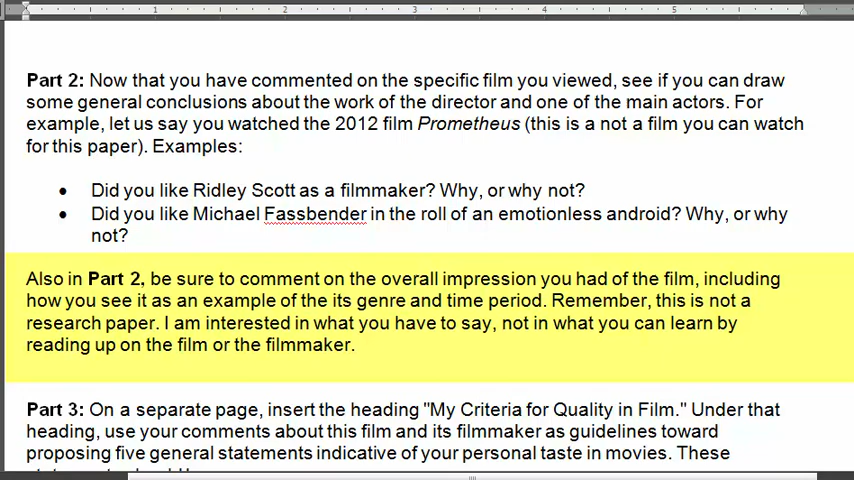 1 2 3 4 5
Part 2: Now that you have commented on the specific film you viewed, see if you can draw
some general conclusions about the work of the director and one of the main actors. For
example, let us say you watched the 2012 film Prometheus (this is a not a film you can watch
for this paper). Examples:
• Did you like Ridley Scott as a filmmaker? Why, or why not?
• Did you like Michael Fassbender in the roll of an emotionless android? Why, or why
not?
Also in Part 2, be sure to comment on the overall impression you had of the film, including
how you see it as an example of the its genre and time period. Remember, this is not a
research paper. I am interested in what you have to say, not in what you can learn by
reading up on the film or the filmmaker.
Part 3: On a separate page, insert the heading "My Criteria for Quality in Film." Under that
heading, use your comments about this film and its filmmaker as guidelines toward
proposing five general statements indicative of your personal taste in movies. These